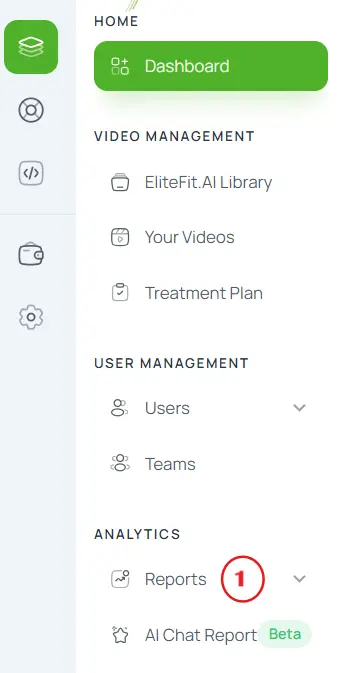 HOME
Dashboard
VIDEO MANAGEMENT
EliteFit.AI Library
Your Videos
Treatment Plan
USER MANAGEMENT
Users
Teams
ANALYTICS
Reports 1
AI Chat Report Beta